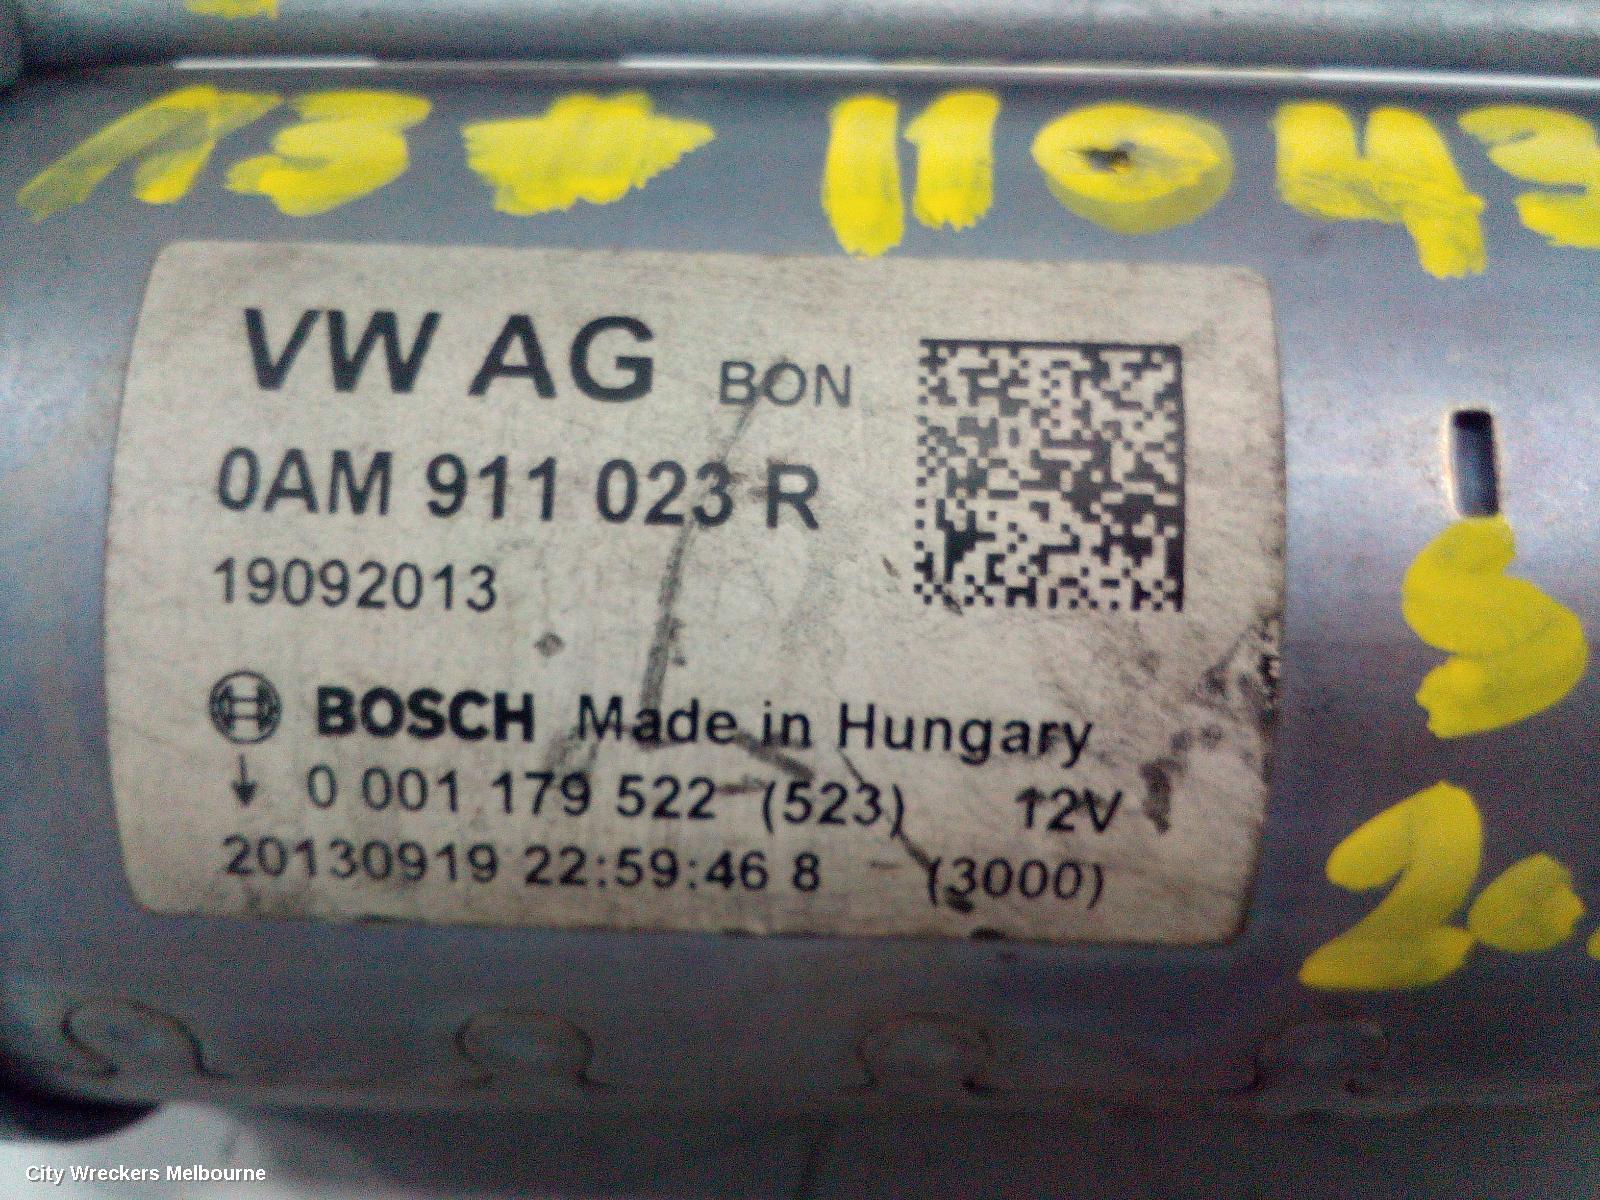 13 * 11043
VW AG BON
0AM 911 023 R
19092013
BOSCH Made in Hungary
0 001 179 522 (523) 12V
20130919 22:59:46 8 (3000)
City Wreckers Melbourne